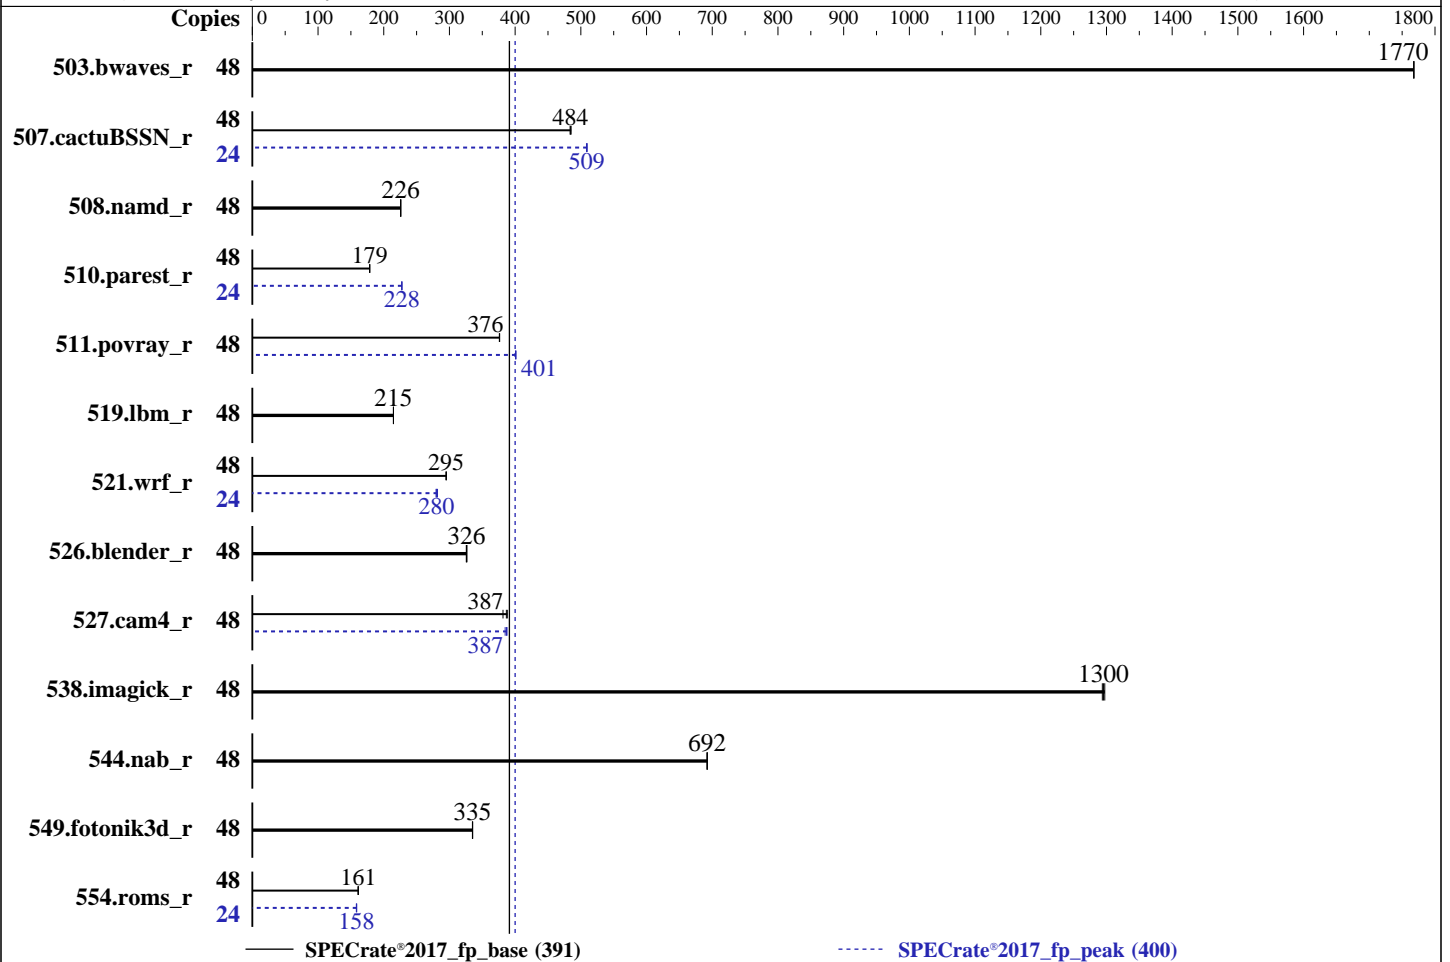 Copies 0 100 200 300 400 500 600 700 800 900 1000 1100 1200 1300 1400 1500 1600 1800
503.bwaves_r 48 1770
507.cactuBSSN_r 48 484
24 509
508.namd_r 48 226
510.parest_r 48 179
24 228
511.povray_r 48 376
401
519.lbm_r 48 215
521.wrf_r 48 295
24 280
526.blender_r 48 326
527.cam4_r 48 387
387
538.imagick_r 48 1300
544.nab_r 48 692
549.fotonik3d_r 48 335
554.roms_r 48 161
24 158
SPECrate®2017_fp_base (391) SPECrate®2017_fp_peak (400)